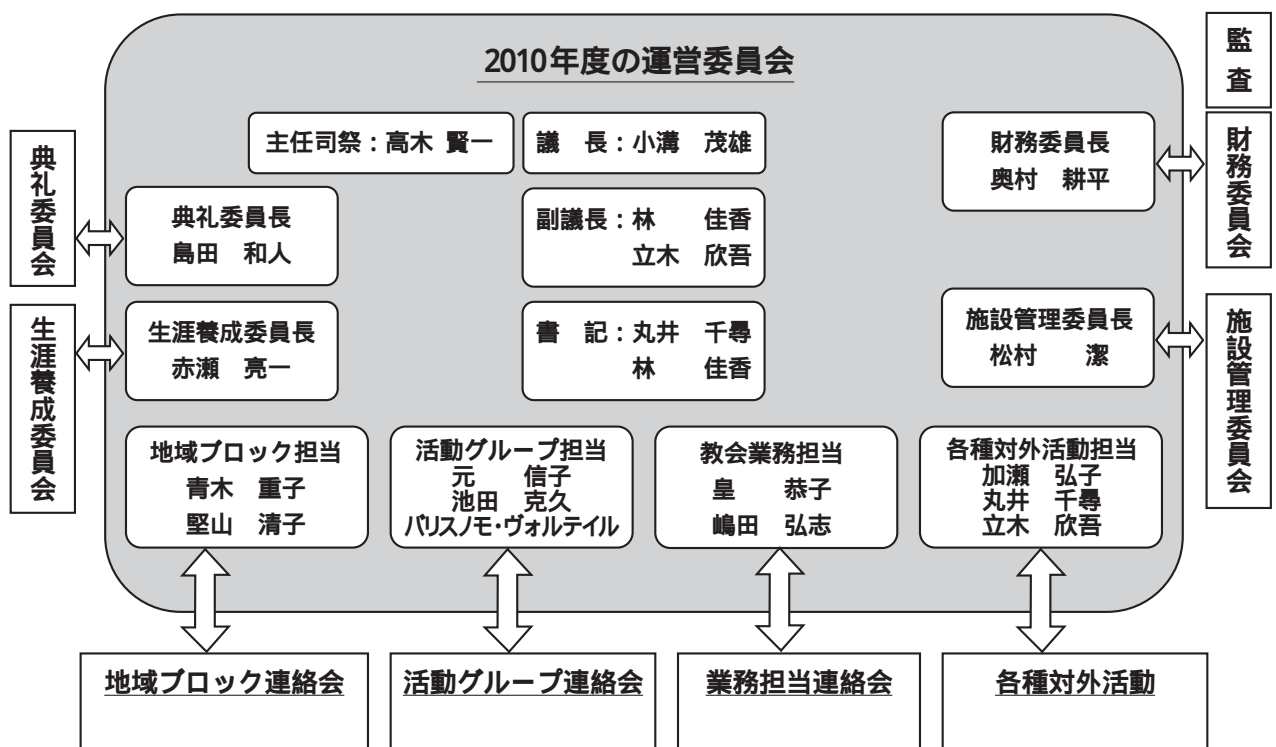 2010年度の運営委員会
監査
主任司祭：高木 賢一
議　長：小溝　茂雄
財務委員長
奥村　耕平
財務委員会
典礼委員会
典礼委員長
島田　和人
副議長：林　　佳香
立木　欣吾
生涯養成委員会
生涯養成委員長
赤瀬　亮一
書　記：丸井　千尋
林　　佳香
施設管理委員長
松村　　潔
施設管理委員会
地域ブロック担当
青木　重子
堅山　清子
活動グループ担当
元　　信子
池田　克久
バリスノモ・ヴォルテイル
教会業務担当
皇　　恭子
嶋田　弘志
各種対外活動担当
加瀬　弘子
丸井　千尋
立木　欣吾
地域ブロック連絡会
活動グループ連絡会
業務担当連絡会
各種対外活動